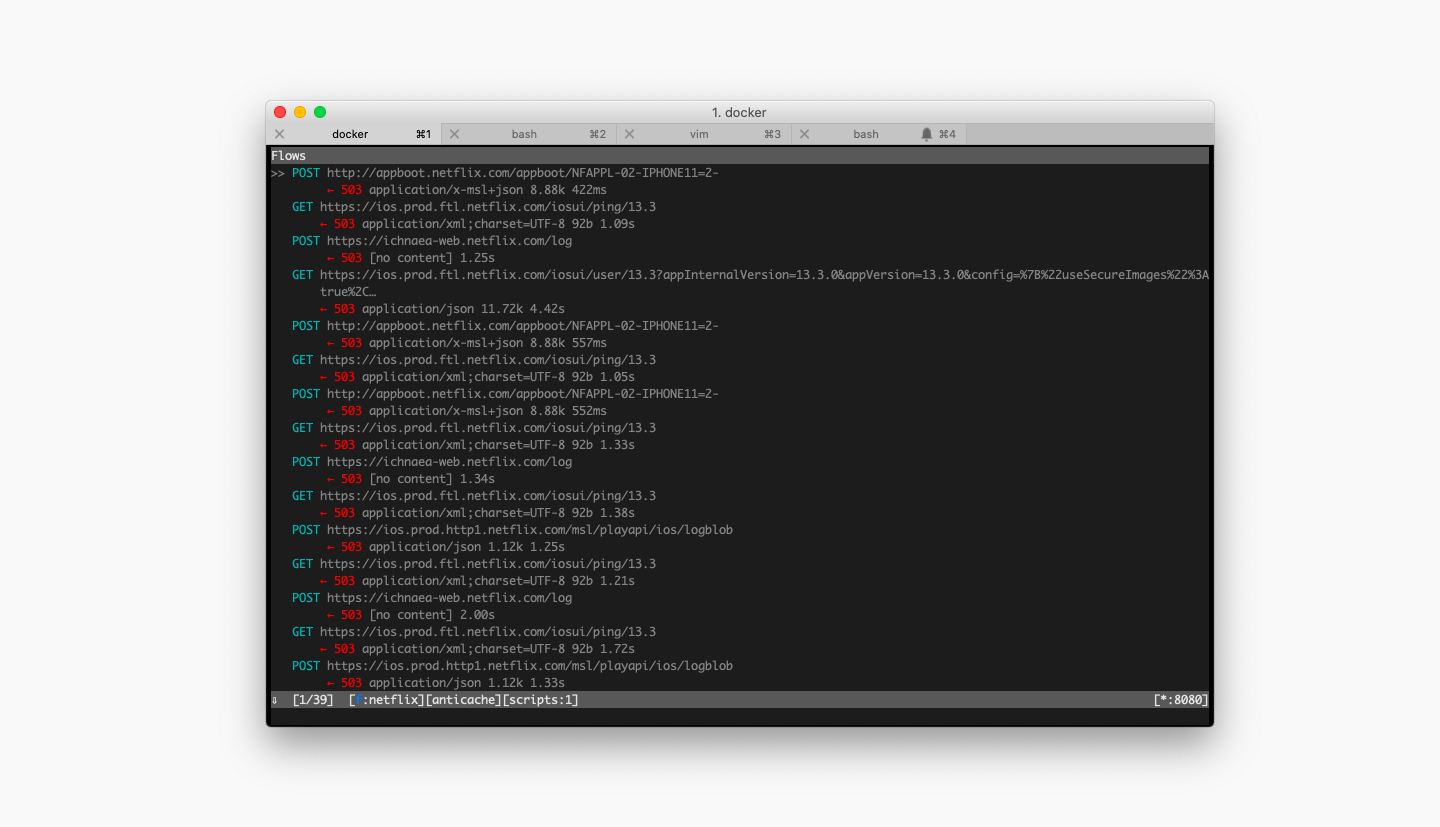 1. docker
docker ⌘1 bash ⌘2 vim ⌘3 bash ⌘4
Flows
>> POST http://appboot.netflix.com/appboot/NFAPPL-02-IPHONE11=2-
← 503 application/x-msl+json 8.88k 422ms
GET https://ios.prod.ftl.netflix.com/iosui/ping/13.3
← 503 application/xml;charset=UTF-8 92b 1.09s
POST https://ichnaea-web.netflix.com/log
← 503 [no content] 1.25s
GET https://ios.prod.ftl.netflix.com/iosui/user/13.3?appInternalVersion=13.3.0&appVersion=13.3.0&config=%7B%22useSecureImages%22%3A
true%2C…
← 503 application/json 11.72k 4.42s
POST http://appboot.netflix.com/appboot/NFAPPL-02-IPHONE11=2-
← 503 application/x-msl+json 8.88k 557ms
GET https://ios.prod.ftl.netflix.com/iosui/ping/13.3
← 503 application/xml;charset=UTF-8 92b 1.05s
POST http://appboot.netflix.com/appboot/NFAPPL-02-IPHONE11=2-
← 503 application/x-msl+json 8.88k 552ms
GET https://ios.prod.ftl.netflix.com/iosui/ping/13.3
← 503 application/xml;charset=UTF-8 92b 1.33s
POST https://ichnaea-web.netflix.com/log
← 503 [no content] 1.34s
GET https://ios.prod.ftl.netflix.com/iosui/ping/13.3
← 503 application/xml;charset=UTF-8 92b 1.38s
POST https://ios.prod.http1.netflix.com/msl/playapi/ios/logblob
← 503 application/json 1.12k 1.25s
GET https://ios.prod.ftl.netflix.com/iosui/ping/13.3
← 503 application/xml;charset=UTF-8 92b 1.21s
POST https://ichnaea-web.netflix.com/log
← 503 [no content] 2.00s
GET https://ios.prod.ftl.netflix.com/iosui/ping/13.3
← 503 application/xml;charset=UTF-8 92b 1.72s
POST https://ios.prod.http1.netflix.com/msl/playapi/ios/logblob
← 503 application/json 1.12k 1.33s
⇩ [1/39] [f:netflix][anticache][scripts:1] [*:8080]